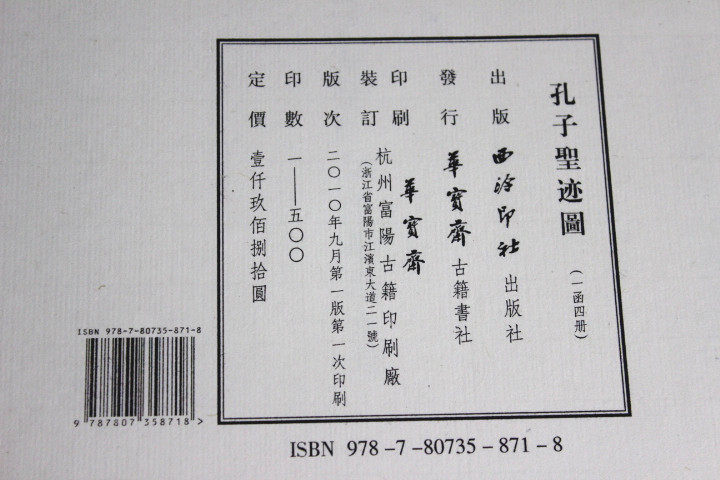 孔子聖迹圖（一函四册）
出版 西泠印社 出版社
發行 華寶齋 古籍書社
印刷 華寶齋
裝訂 杭州富陽古籍印刷廠
（浙江省富陽市江濱東大道二一號）
版次 二〇一〇年九月第一版第一次印刷
印數 一——五〇〇
定價 壹仟玖佰捌拾圓
ISBN 978-7-80735-871-8
9 787807 358718 >
ISBN 978-7-80735-871-8